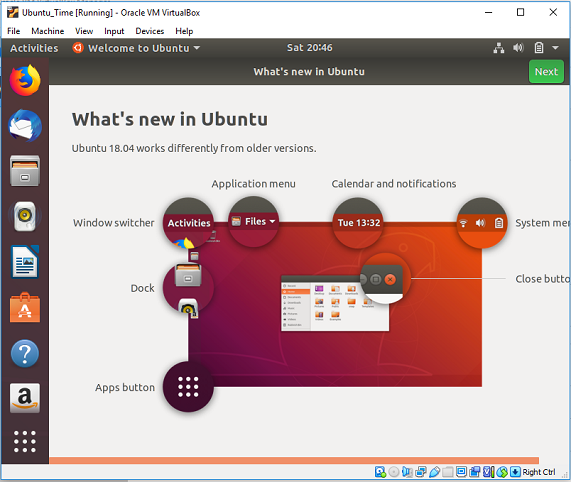 Ubuntu_Time [Running] - Oracle VM VirtualBox
File Machine View Input Devices Help
Activities Welcome to Ubuntu Sat 20:46
What's new in Ubuntu Next
What's new in Ubuntu
Ubuntu 18.04 works differently from older versions.
Application menu Calendar and notifications
Window switcher Activities Files Tue 13:32 System men
Close butto
Dock
Apps button
Right Ctrl